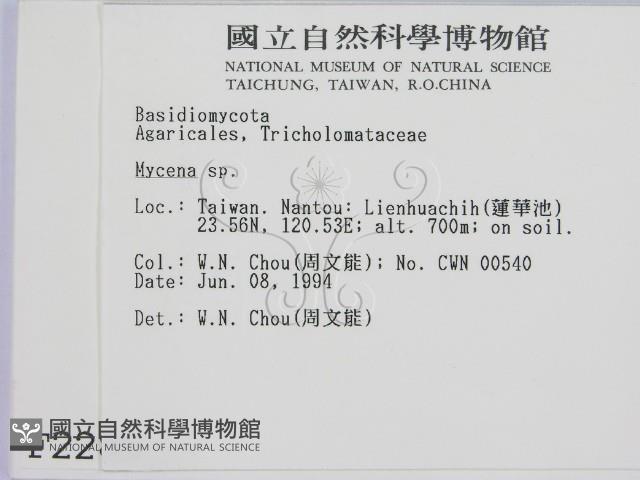 國立自然科學博物館
NATIONAL MUSEUM OF NATURAL SCIENCE
TAICHUNG, TAIWAN, R.O.CHINA
Basidiomycota
Agaricales, Tricholomataceae
Mycena sp.
Loc.: Taiwan. Nantou: Lienhuachih(蓮華池)
23.56N, 120.53E; alt. 700m; on soil.
Col.: W.N. Chou(周文能); No. CWN 00540
Date: Jun. 08, 1994
Det.: W.N. Chou(周文能)
國立自然科學博物館
NATIONAL MUSEUM OF NATURAL SCIENCE